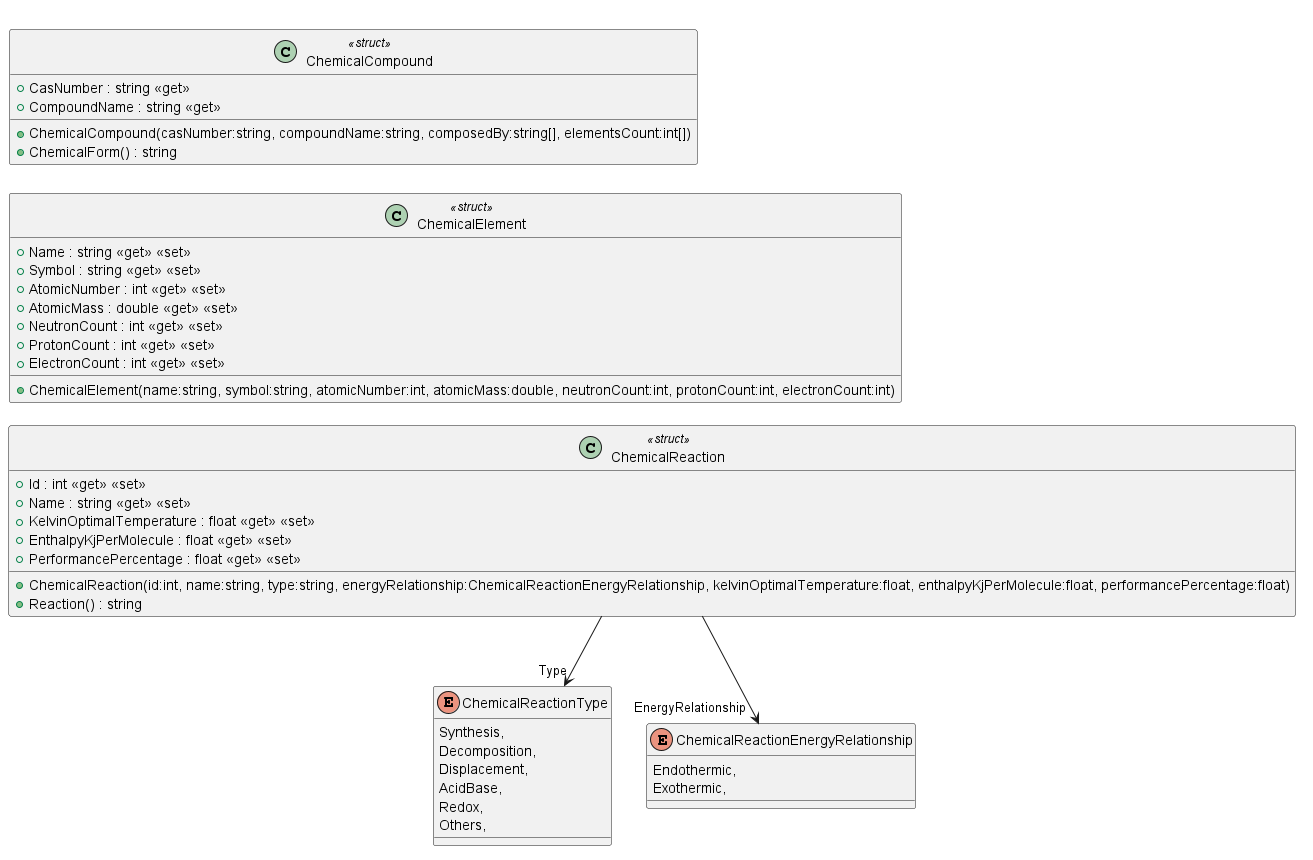 C
«struct»
ChemicalCompound
CasNumber : string «get»
CompoundName : string «get»
ChemicalCompound(casNumber:string, compoundName:string, composedBy:string[], elementsCount:int[])
ChemicalForm() : string
C
«struct»
ChemicalElement
Name : string «get» «set»
Symbol : string «get» «set»
AtomicNumber : int «get» «set»
AtomicMass : double «get» «set»
NeutronCount : int «get» «set»
ProtonCount : int «get» «set»
ElectronCount : int «get» «set»
ChemicalElement(name:string, symbol:string, atomicNumber:int, atomicMass:double, neutronCount:int, protonCount:int, electronCount:int)
C
«struct»
ChemicalReaction
Id : int «get» «set»
Name : string «get» «set»
KelvinOptimalTemperature : float «get» «set»
EnthalpyKjPerMolecule : float «get» «set»
PerformancePercentage : float «get» «set»
ChemicalReaction(id:int, name:string, type:string, energyRelationship:ChemicalReactionEnergyRelationship, kelvinOptimalTemperature:float, enthalpyKjPerMolecule:float, performancePercentage:float)
Reaction() : string
Type
E ChemicalReactionType
Synthesis,
Decomposition,
Displacement,
AcidBase,
Redox,
Others,
EnergyRelationship
E ChemicalReactionEnergyRelationship
Endothermic,
Exothermic,